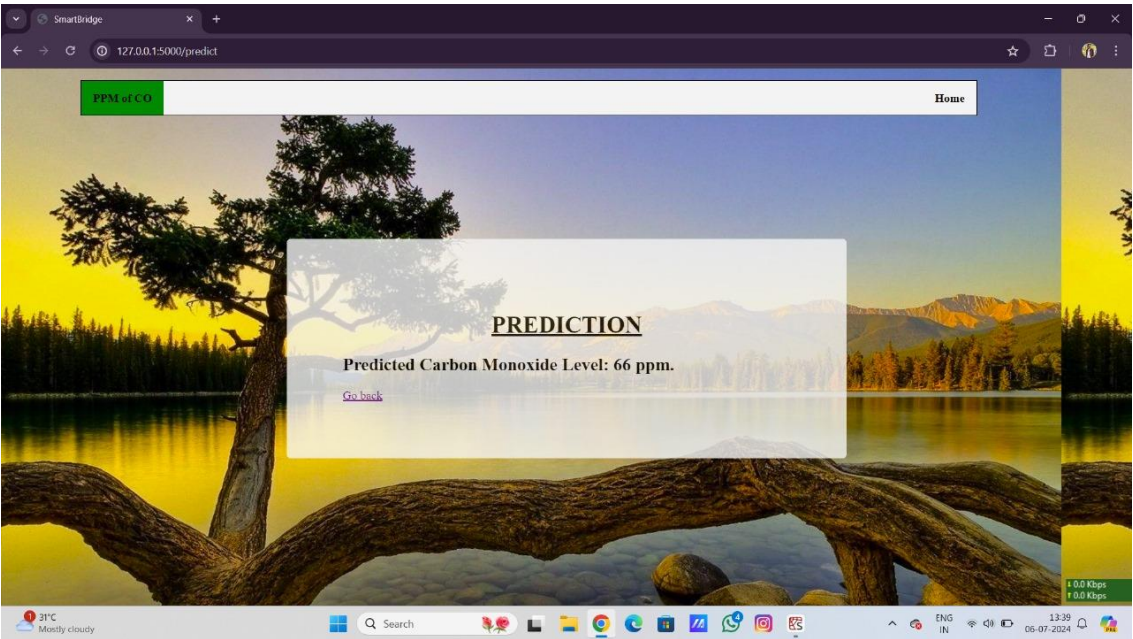 SmartBridge
127.0.0.1:5000/predict
PPM of CO
Home
PREDICTION
Predicted Carbon Monoxide Level: 66 ppm.
Go back
0.0 Kbps
0.0 Kbps
1
31°C
Mostly cloudy
Search
ENG
IN
13:39
06-07-2024